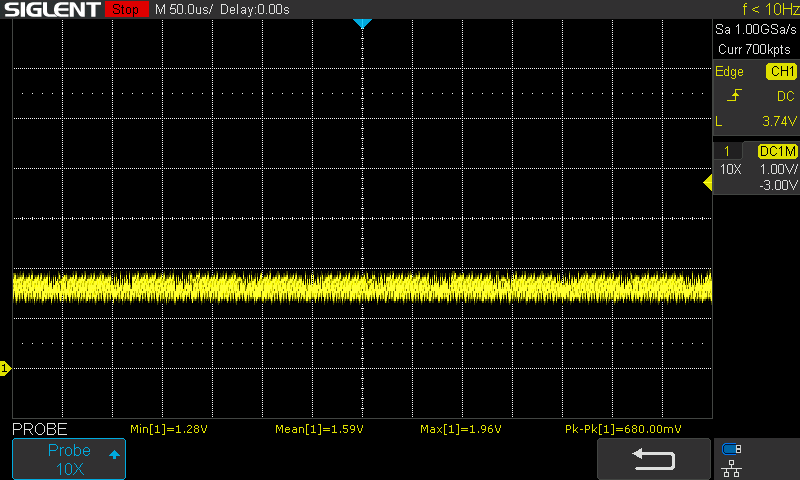 SIGLENT Stop M 50.0us/ Delay:0.00s f < 10Hz
Sa 1.00GSa/s
Curr 700kpts
Edge CH1
DC
L 3.74V
1 DC1M
10X 1.00V/
-3.00V
1
PROBE Min[1]=1.28V Mean[1]=1.59V Max[1]=1.96V Pk-Pk[1]=680.00mV
Probe
10X